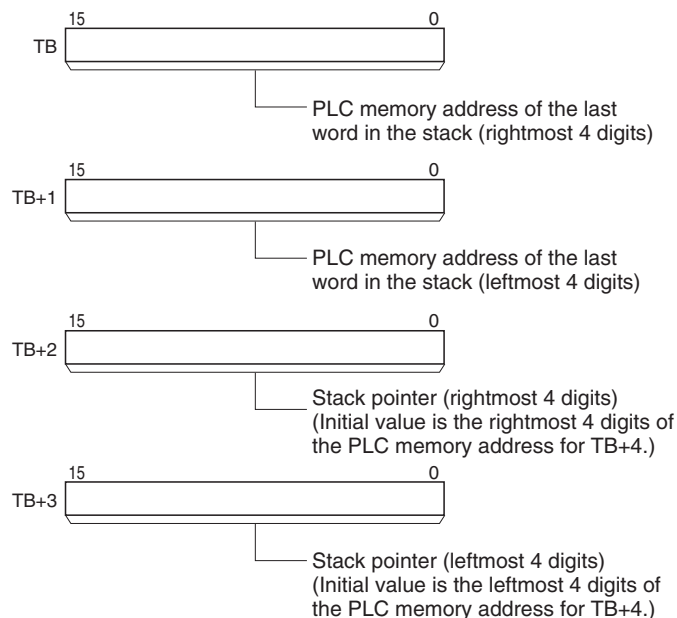 15 0
TB
PLC memory address of the last
word in the stack (rightmost 4 digits)
15 0
TB+1
PLC memory address of the last
word in the stack (leftmost 4 digits)
15 0
TB+2
Stack pointer (rightmost 4 digits)
(Initial value is the rightmost 4 digits of
the PLC memory address for TB+4.)
15 0
TB+3
Stack pointer (leftmost 4 digits)
(Initial value is the leftmost 4 digits of
the PLC memory address for TB+4.)